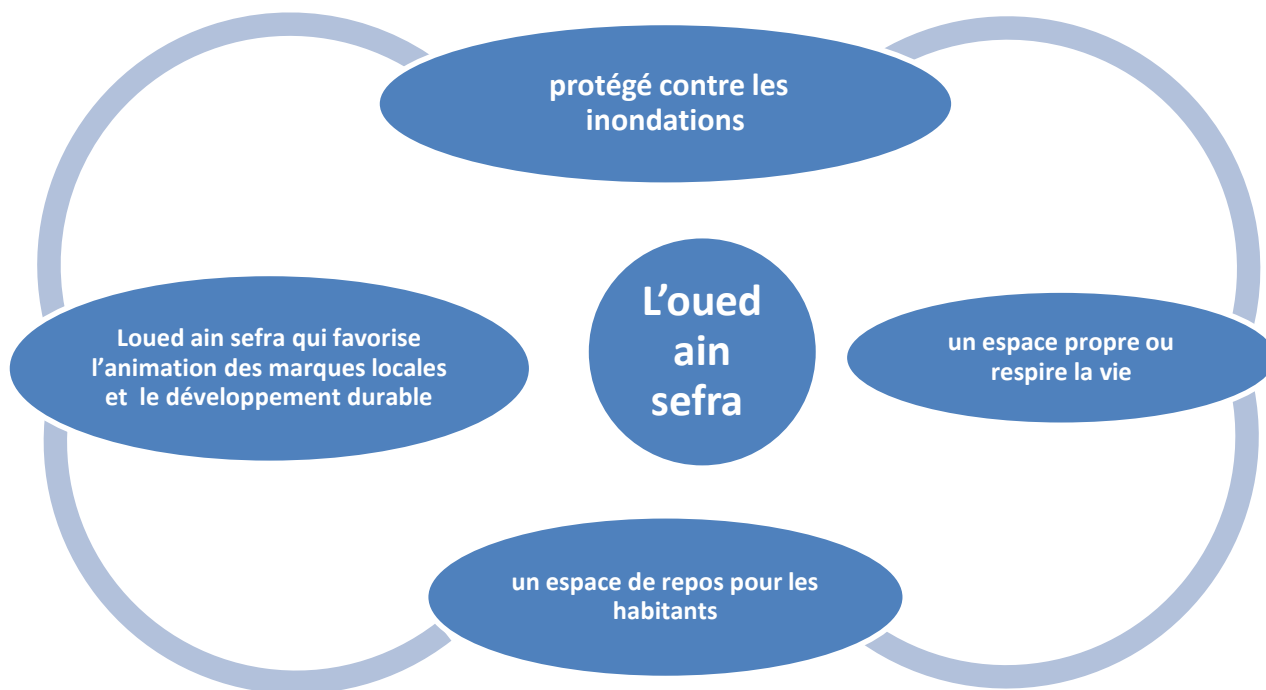 protégé contre les
inondations
L'oued
ain
sefra
Loued ain sefra qui favorise
l'animation des marques locales
et le développement durable
un espace propre ou
respire la vie
un espace de repos pour les
habitants